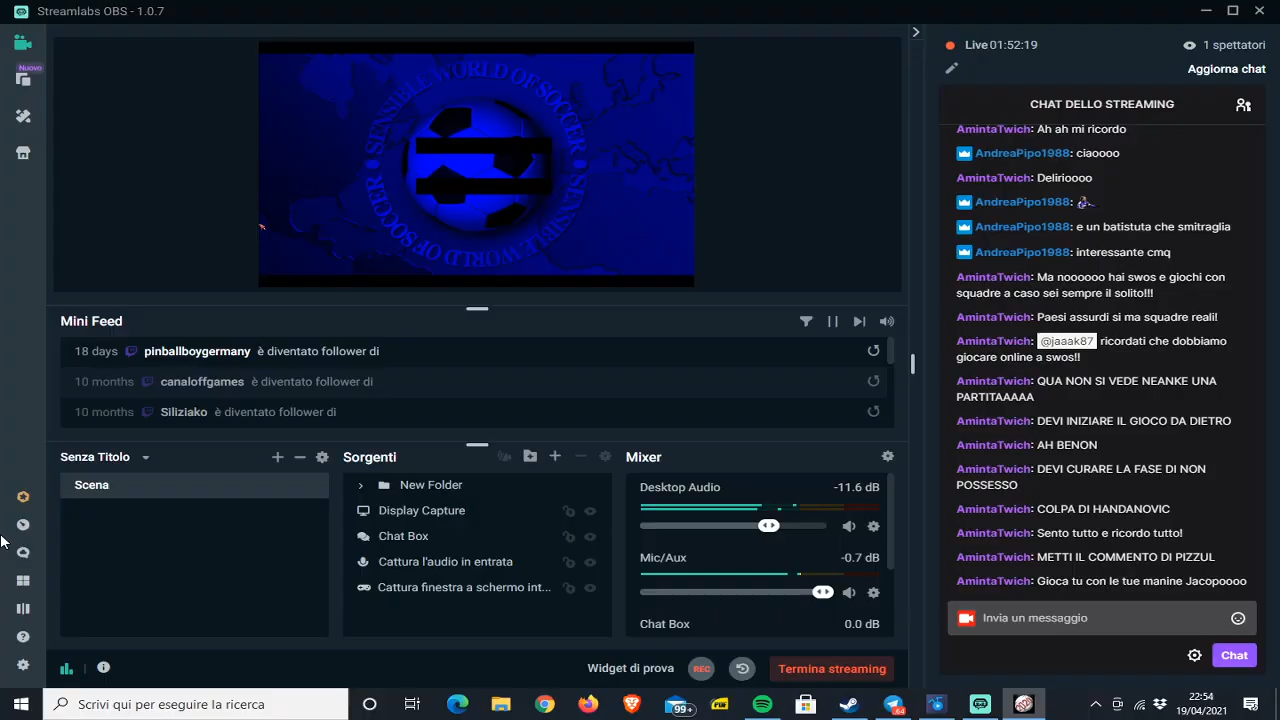 Streamlabs OBS - 1.0.7
Nuovo
SENSIBLE WORLD OF SOCCER
SENSIBLE WORLD OF SOCCER
Live 01:52:19
1 spettatori
Aggiorna chat
CHAT DELLO STREAMING
AmintaTwich: Ah ah mi ricordo
AndreaPipo1988: ciaoooo
AmintaTwich: Delirioooo
AndreaPipo1988:
AndreaPipo1988: e un batistuta che smitraglia
AndreaPipo1988: interessante cmq
AmintaTwich: Ma noooooo hai swos e giochi con
squadre a caso sei sempre il solito!!!
AmintaTwich: Paesi assurdi si ma squadre reali!
AmintaTwich: @jaaak87 ricordati che dobbiamo
giocare online a swos!!
AmintaTwich: QUA NON SI VEDE NEANKE UNA
PARTITAAAAA
AmintaTwich: DEVI INIZIARE IL GIOCO DA DIETRO
AmintaTwich: AH BENON
AmintaTwich: DEVI CURARE LA FASE DI NON
POSSESSO
AmintaTwich: COLPA DI HANDANOVIC
AmintaTwich: Sento tutto e ricordo tutto!
AmintaTwich: METTI IL COMMENTO DI PIZZUL
AmintaTwich: Gioca tu con le tue manine Jacopoooo
Invia un messaggio
Chat
Mini Feed
18 days pinballboygermany è diventato follower di
10 months canaloffgames è diventato follower di
10 months Siliziako è diventato follower di
Senza Titolo
Scena
Sorgenti
New Folder
Display Capture
Chat Box
Cattura l'audio in entrata
Cattura finestra a schermo int...
Mixer
Desktop Audio -11.6 dB
Mic/Aux -0.7 dB
Chat Box 0.0 dB
Widget di prova
REC
Termina streaming
Scrivi qui per eseguire la ricerca
99+
64
22:54
19/04/2021